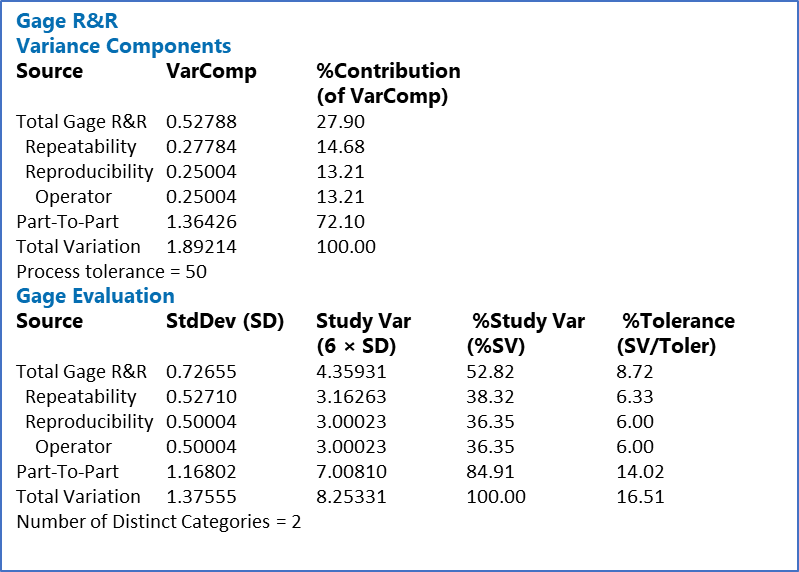 Gage R&R
Variance Components
Source VarComp %Contribution
(of VarComp)
Total Gage R&R 0.52788 27.90
Repeatability 0.27784 14.68
Reproducibility 0.25004 13.21
Operator 0.25004 13.21
Part-To-Part 1.36426 72.10
Total Variation 1.89214 100.00
Process tolerance = 50
Gage Evaluation
Source StdDev (SD) Study Var %Study Var %Tolerance
(6 × SD) (%SV) (SV/Toler)
Total Gage R&R 0.72655 4.35931 52.82 8.72
Repeatability 0.52710 3.16263 38.32 6.33
Reproducibility 0.50004 3.00023 36.35 6.00
Operator 0.50004 3.00023 36.35 6.00
Part-To-Part 1.16802 7.00810 84.91 14.02
Total Variation 1.37555 8.25331 100.00 16.51
Number of Distinct Categories = 2